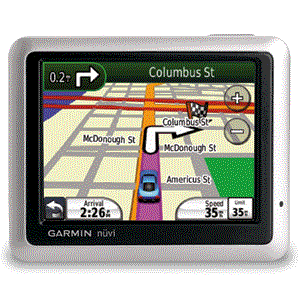 0.2 mi
Columbus St
Columbus St
McDonough St
McDonough St
Americus St
Arrival
2:26 PM
Speed
35
Limit
35
GARMIN nüvi